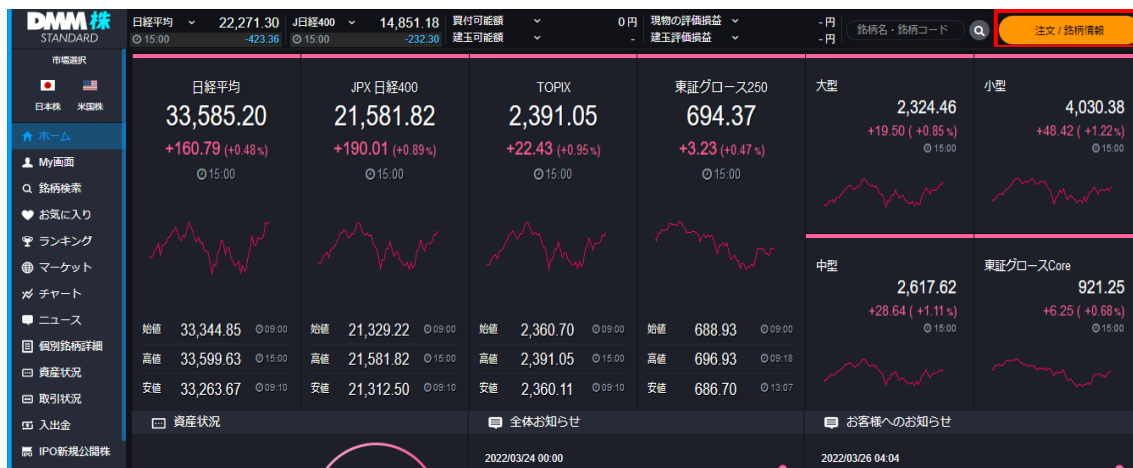 DMM 株
STANDARD
日経平均 22,271.30 J日経400 14,851.18 買付可能額 0円 現物の評価損益 -円
15:00 -423.36 15:00 -232.30 建玉可能額 - 建玉評価損益 -円
銘柄名・銘柄コード
注文 / 銘柄情報
市場選択
日本株 米国株
ホーム
My画面
銘柄検索
お気に入り
ランキング
マーケット
チャート
ニュース
個別銘柄詳細
資産状況
取引状況
入出金
IPO新規公開株
日経平均
33,585.20
+160.79 (+0.48%)
15:00
始値 33,344.85 09:00
高値 33,599.63 15:00
安値 33,263.67 09:10
JPX 日経400
21,581.82
+190.01 (+0.89%)
15:00
始値 21,329.22 09:00
高値 21,581.82 15:00
安値 21,312.50 09:10
TOPIX
2,391.05
+22.43 (+0.95%)
15:00
始値 2,360.70 09:00
高値 2,391.05 15:00
安値 2,360.11 09:10
東証グロース250
694.37
+3.23 (+0.47%)
15:00
始値 688.93 09:00
高値 696.93 09:18
安値 686.70 13:07
大型
2,324.46
+19.50 ( +0.85 %)
15:00
小型
4,030.38
+48.42 ( +1.22 %)
15:00
中型
2,617.62
+28.64 ( +1.11 %)
15:00
東証グロースCore
921.25
+6.25 ( +0.68 %)
15:00
資産状況
全体お知らせ
2022/03/24 00:00
お客様へのお知らせ
2022/03/26 04:04